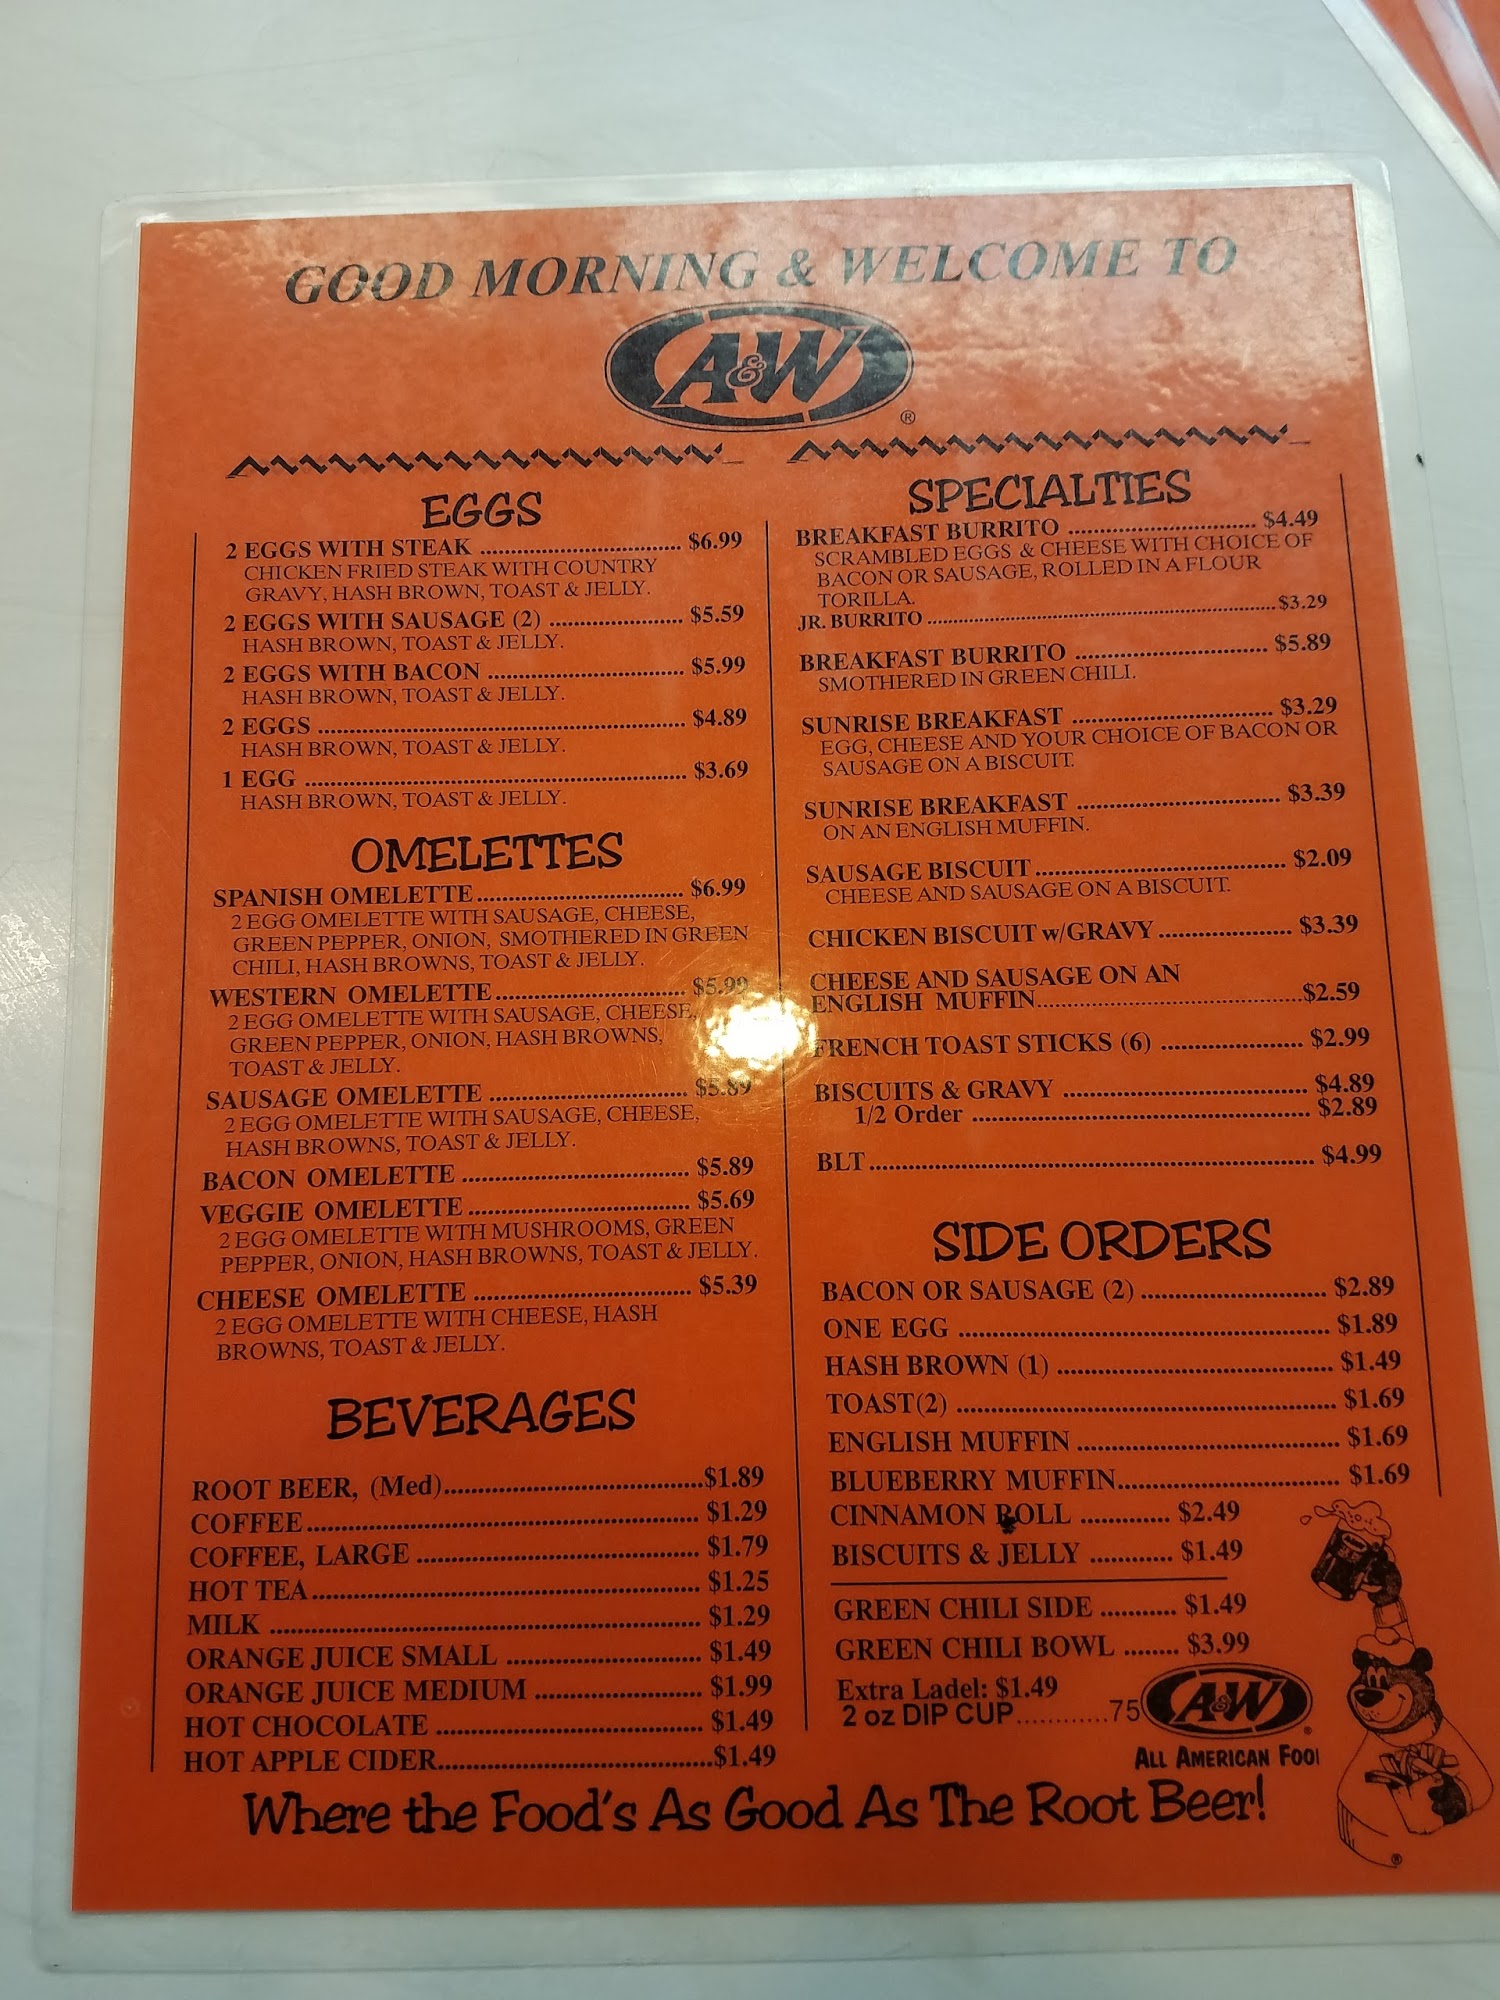 GOOD MORNING & WELCOME TO
A&W
®
EGGS
2 EGGS WITH STEAK ............................... $6.99
CHICKEN FRIED STEAK WITH COUNTRY
GRAVY, HASH BROWN, TOAST & JELLY.
2 EGGS WITH SAUSAGE (2) ..................... $5.59
HASH BROWN, TOAST & JELLY.
2 EGGS WITH BACON ............................... $5.99
HASH BROWN, TOAST & JELLY.
2 EGGS ......................................................... $4.89
HASH BROWN, TOAST & JELLY.
1 EGG ........................................................... $3.69
HASH BROWN, TOAST & JELLY.
OMELETTES
SPANISH OMELETTE................................ $6.99
2 EGG OMELETTE WITH SAUSAGE, CHEESE,
GREEN PEPPER, ONION, SMOTHERED IN GREEN
CHILI, HASH BROWNS, TOAST & JELLY.
WESTERN OMELETTE.............................. $5.99
2 EGG OMELETTE WITH SAUSAGE, CHEESE,
GREEN PEPPER, ONION, HASH BROWNS,
TOAST & JELLY.
SAUSAGE OMELETTE ............................... $5.89
2 EGG OMELETTE WITH SAUSAGE, CHEESE,
HASH BROWNS, TOAST & JELLY.
BACON OMELETTE ................................... $5.89
VEGGIE OMELETTE .................................. $5.69
2 EGG OMELETTE WITH MUSHROOMS, GREEN
PEPPER, ONION, HASH BROWNS, TOAST & JELLY.
CHEESE OMELETTE ................................. $5.39
2 EGG OMELETTE WITH CHEESE, HASH
BROWNS, TOAST & JELLY.
BEVERAGES
ROOT BEER, (Med).......................................$1.89
COFFEE........................................................... $1.29
COFFEE, LARGE ........................................... $1.79
HOT TEA.......................................................... $1.25
MILK ................................................................ $1.29
ORANGE JUICE SMALL ............................. $1.49
ORANGE JUICE MEDIUM ......................... $1.99
HOT CHOCOLATE ........................................ $1.49
HOT APPLE CIDER.........................................$1.49
SPECIALTIES
BREAKFAST BURRITO ............................. $4.49
SCRAMBLED EGGS & CHEESE WITH CHOICE OF
BACON OR SAUSAGE, ROLLED IN A FLOUR
TORILLA.
JR. BURRITO .......................................................$3.29
BREAKFAST BURRITO ............................. $5.89
SMOTHERED IN GREEN CHILI.
SUNRISE BREAKFAST .............................. $3.29
EGG, CHEESE AND YOUR CHOICE OF BACON OR
SAUSAGE ON A BISCUIT.
SUNRISE BREAKFAST .............................. $3.39
ON AN ENGLISH MUFFIN.
SAUSAGE BISCUIT...................................... $2.09
CHEESE AND SAUSAGE ON A BISCUIT.
CHICKEN BISCUIT w/GRAVY .................... $3.39
CHEESE AND SAUSAGE ON AN
ENGLISH MUFFIN........................................$2.59
FRENCH TOAST STICKS (6) ..................... $2.99
BISCUITS & GRAVY ..................................... $4.89
1/2 Order .................................................... $2.89
BLT.................................................................... $4.99
SIDE ORDERS
BACON OR SAUSAGE (2) ............................ $2.89
ONE EGG ........................................................ $1.89
HASH BROWN (1) ......................................... $1.49
TOAST(2) ......................................................... $1.69
ENGLISH MUFFIN........................................ $1.69
BLUEBERRY MUFFIN.................................. $1.69
CINNAMON ROLL .............. $2.49
BISCUITS & JELLY ............. $1.49
GREEN CHILI SIDE ............ $1.49
GREEN CHILI BOWL ........ $3.99
Extra Ladel: $1.49
2 oz DIP CUP............75
A&W
®
ALL AMERICAN FOO
Where the Food's As Good As The Root Beer!
®